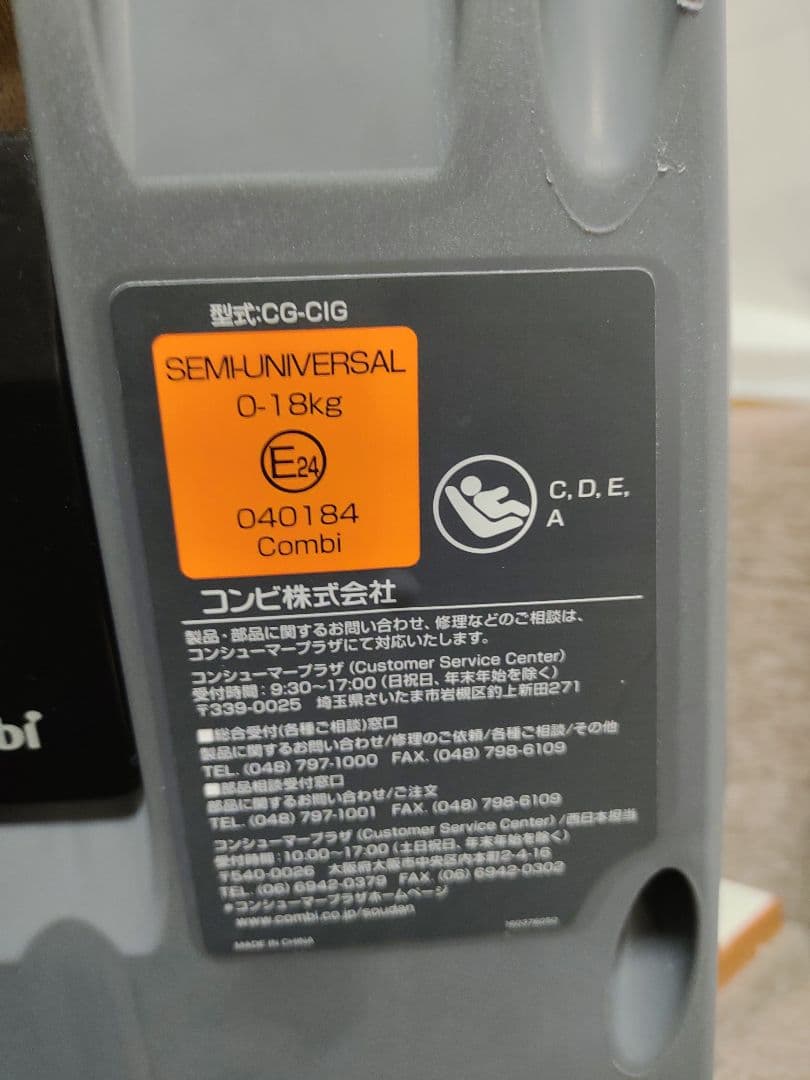 型式:CG-CIG
SEMI-UNIVERSAL
0-18kg
E24
040184
Combi
C, D, E,
A
コンビ株式会社
製品・部品に関するお問い合わせ、修理などのご相談は、
コンシューマープラザにて対応いたします。
コンシューマープラザ (Customer Service Center)
受付時間:9:30~17:00 (日祝日、年末年始を除く)
〒339-0025 埼玉県さいたま市岩槻区釣上新田271
■総合受付(各種ご相談)窓口
製品に関するお問い合わせ/修理のご依頼/各種ご相談/その他
TEL. (048) 797-1000 FAX. (048) 798-6109
■部品相談受付窓口
部品に関するお問い合わせ/ご注文
TEL. (048) 797-1001 FAX. (048) 798-6109
コンシューマープラザ (Customer Service Center) /西日本担当
受付時間:10:00~17:00 (土日祝日、年末年始を除く)
〒540-0026 大阪府大阪市中央区内本町2-4-16
TEL. (06) 6942-0379 FAX. (06) 6942-0302
*コンシューマープラザホームページ
www.combi.co.jp/soudan
MADE IN CHINA
bi